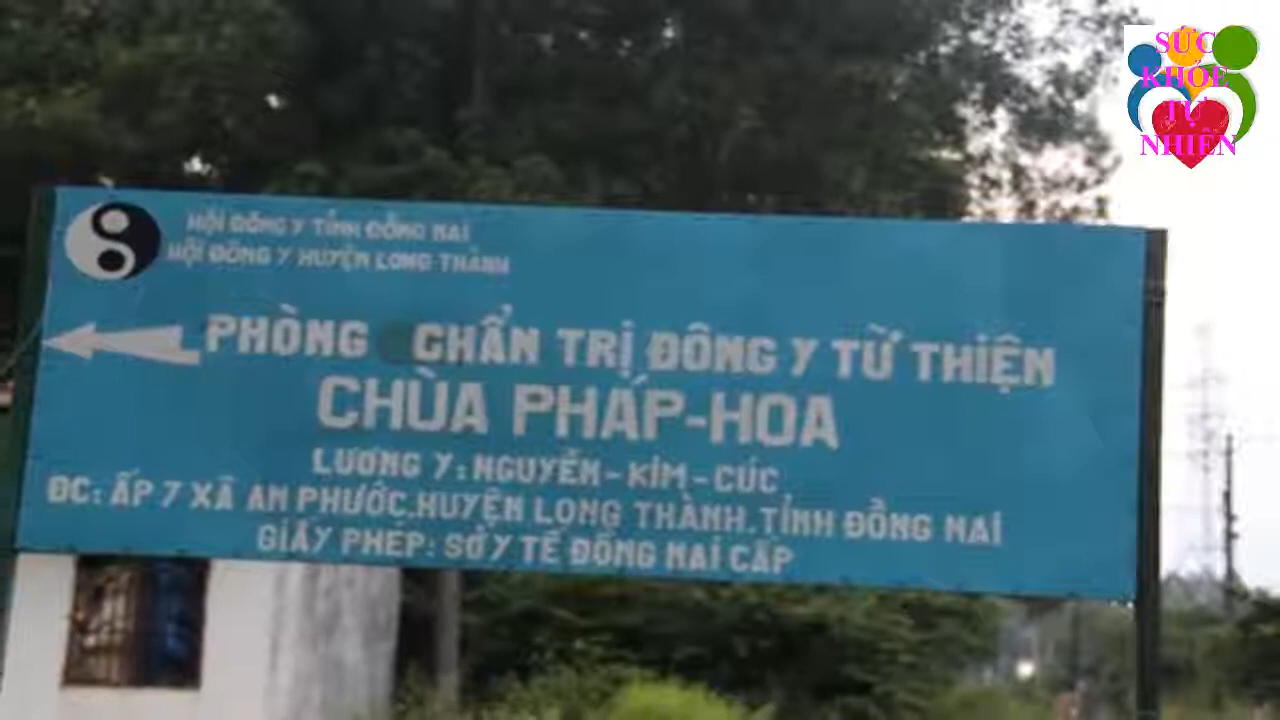 SỨC
KHỎE
TỰ
NHIÊN
HỘI ĐÔNG Y TỈNH ĐỒNG NAI
HỘI ĐÔNG Y HUYỆN LONG THÀNH
PHÒNG CHẨN TRỊ ĐÔNG Y TỪ THIỆN
CHÙA PHÁP-HOA
LƯƠNG Y: NGUYỄN-KIM-CÚC
ĐC: ẤP 7 XÃ AN PHƯỚC.HUYỆN LONG THÀNH.TỈNH ĐỒNG NAI
GIẤY PHÉP: SỞ Y TẾ ĐỒNG NAI CẤP